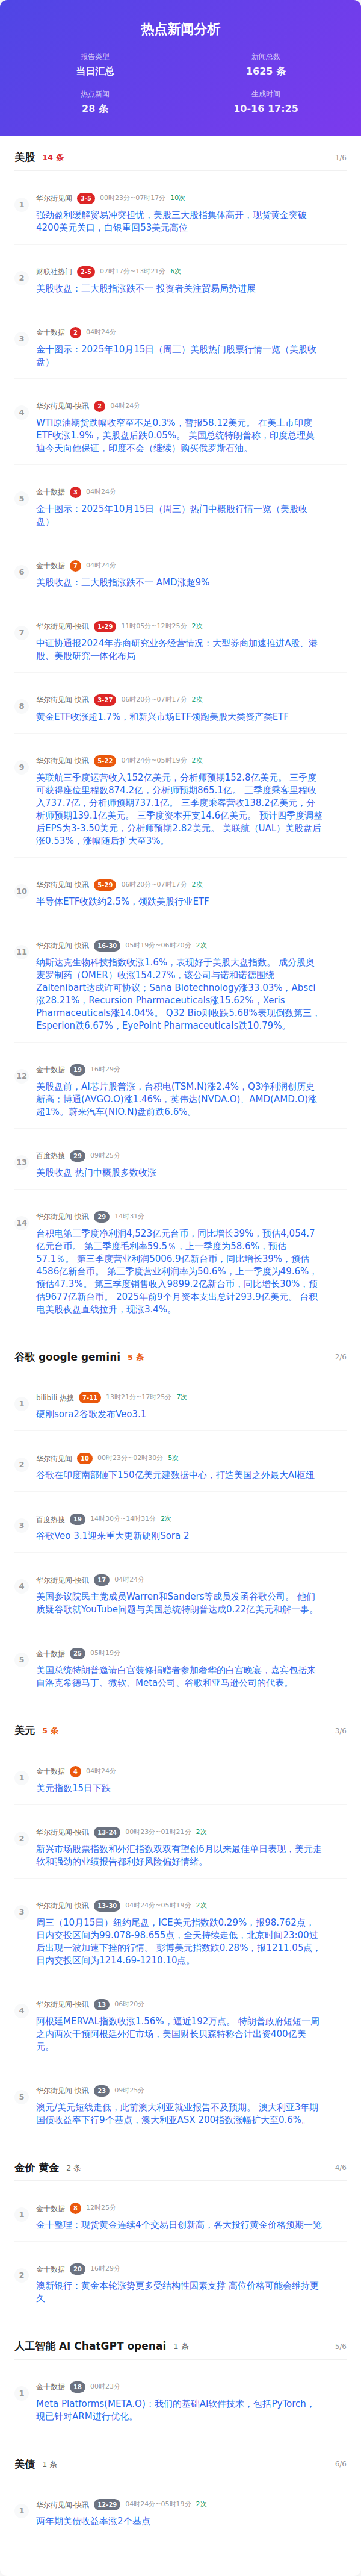 热点新闻分析
报告类型
新闻总数
当日汇总
1625 条
热点新闻
生成时间
28 条
10-16 17:25
美股 14 条 1/6
1
华尔街见闻 3-5 00时23分~07时17分 10次
强劲盈利缓解贸易冲突担忧，美股三大股指集体高开，现货黄金突破
4200美元关口，白银重回53美元高位
2
财联社热门 2-5 07时17分~13时21分 6次
美股收盘：三大股指涨跌不一 投资者关注贸易局势进展
3
金十数据 2 04时24分
金十图示：2025年10月15日（周三）美股热门股票行情一览（美股收
盘）
4
华尔街见闻-快讯 2 04时24分
WTI原油期货跌幅收窄至不足0.3%，暂报58.12美元。 在美上市印度
ETF收涨1.9%，美股盘后跌0.05%。 美国总统特朗普称，印度总理莫
迪今天向他保证，印度不会（继续）购买俄罗斯石油。
5
金十数据 3 04时24分
金十图示：2025年10月15日（周三）热门中概股行情一览（美股收
盘）
6
金十数据 7 04时24分
美股收盘：三大股指涨跌不一 AMD涨超9%
7
华尔街见闻-快讯 1-29 11时05分~12时25分 2次
中证协通报2024年券商研究业务经营情况：大型券商加速推进A股、港
股、美股研究一体化布局
8
华尔街见闻-快讯 3-27 06时20分~07时17分 2次
黄金ETF收涨超1.7%，和新兴市场ETF领跑美股大类资产类ETF
9
华尔街见闻-快讯 5-22 04时24分~05时19分 2次
美联航三季度运营收入152亿美元，分析师预期152.8亿美元。 三季度
可获得座位里程数874.2亿，分析师预期865.1亿。 三季度乘客里程收
入737.7亿，分析师预期737.1亿。 三季度乘客营收138.2亿美元，分
析师预期139.1亿美元。 三季度资本开支14.6亿美元。 预计四季度调整
后EPS为3-3.50美元，分析师预期2.82美元。 美联航（UAL）美股盘后
涨0.53%，涨幅随后扩大至3%。
10
华尔街见闻-快讯 5-29 06时20分~07时17分 2次
半导体ETF收跌约2.5%，领跌美股行业ETF
11
华尔街见闻-快讯 16-30 05时19分~06时20分 2次
纳斯达克生物科技指数收涨1.6%，表现好于美股大盘指数。 成分股奥
麦罗制药（OMER）收涨154.27%，该公司与诺和诺德围绕
Zaltenibart达成许可协议；Sana Biotechnology涨33.03%，Absci
涨28.21%，Recursion Pharmaceuticals涨15.62%，Xeris
Pharmaceuticals涨14.04%。 Q32 Bio则收跌5.68%表现倒数第三，
Esperion跌6.67%，EyePoint Pharmaceuticals跌10.79%。
12
金十数据 19 16时29分
美股盘前，AI芯片股普涨，台积电(TSM.N)涨2.4%，Q3净利润创历史
新高；博通(AVGO.O)涨1.46%，英伟达(NVDA.O)、AMD(AMD.O)涨
超1%。蔚来汽车(NIO.N)盘前跌6.6%。
13
百度热搜 29 09时25分
美股收盘 热门中概股多数收涨
14
华尔街见闻-快讯 29 14时31分
台积电第三季度净利润4,523亿元台币，同比增长39%，预估4,054.7
亿元台币。 第三季度毛利率59.5％，上一季度为58.6%，预估
57.1％。 第三季度营业利润5006.9亿新台币，同比增长39%，预估
4586亿新台币。 第三季度营业利润率为50.6%，上一季度为49.6%，
预估47.3%。 第三季度销售收入9899.2亿新台币，同比增长30%，预
估9677亿新台币。 2025年前9个月资本支出总计293.9亿美元。 台积
电美股夜盘直线拉升，现涨3.4%。
谷歌 google gemini 5 条 2/6
1
bilibili 热搜 7-11 13时21分~17时25分 7次
硬刚sora2谷歌发布Veo3.1
2
华尔街见闻 10 00时23分~02时30分 5次
谷歌在印度南部砸下150亿美元建数据中心，打造美国之外最大AI枢纽
3
百度热搜 19 14时30分~14时31分 2次
谷歌Veo 3.1迎来重大更新硬刚Sora 2
4
华尔街见闻-快讯 17 04时24分
美国参议院民主党成员Warren和Sanders等成员发函谷歌公司。 他们
质疑谷歌就YouTube问题与美国总统特朗普达成0.22亿美元和解一事。
5
金十数据 25 05时19分
美国总统特朗普邀请白宫装修捐赠者参加奢华的白宫晚宴，嘉宾包括来
自洛克希德马丁、微软、Meta公司、谷歌和亚马逊公司的代表。
美元 5 条 3/6
1
金十数据 4 04时24分
美元指数15日下跌
2
华尔街见闻-快讯 13-24 00时23分~01时21分 2次
新兴市场股票指数和外汇指数双双有望创6月以来最佳单日表现，美元走
软和强劲的业绩报告都利好风险偏好情绪。
3
华尔街见闻-快讯 13-30 04时24分~05时19分 2次
周三（10月15日）纽约尾盘，ICE美元指数跌0.29%，报98.762点，
日内交投区间为99.078-98.655点，全天持续走低，北京时间23:00过
后出现一波加速下挫的行情。 彭博美元指数跌0.28%，报1211.05点，
日内交投区间为1214.69-1210.10点。
4
华尔街见闻-快讯 13 06时20分
阿根廷MERVAL指数收涨1.56%，逼近192万点。 特朗普政府短短一周
之内两次干预阿根廷外汇市场，美国财长贝森特称合计出资400亿美
元。
5
华尔街见闻-快讯 23 09时25分
澳元/美元短线走低，此前澳大利亚就业报告不及预期。 澳大利亚3年期
国债收益率下行9个基点，澳大利亚ASX 200指数涨幅扩大至0.6%。
金价 黄金 2 条 4/6
1
金十数据 8 12时25分
金十整理：现货黄金连续4个交易日创新高，各大投行黄金价格预期一览
2
金十数据 20 16时29分
澳新银行：黄金本轮涨势更多受结构性因素支撑 高位价格可能会维持更
久
人工智能 AI ChatGPT openai 1 条 5/6
1
金十数据 18 00时23分
Meta Platforms(META.O)：我们的基础AI软件技术，包括PyTorch，
现已针对ARM进行优化。
美债 1 条 6/6
1
华尔街见闻-快讯 12-29 04时24分~05时19分 2次
两年期美债收益率涨2个基点